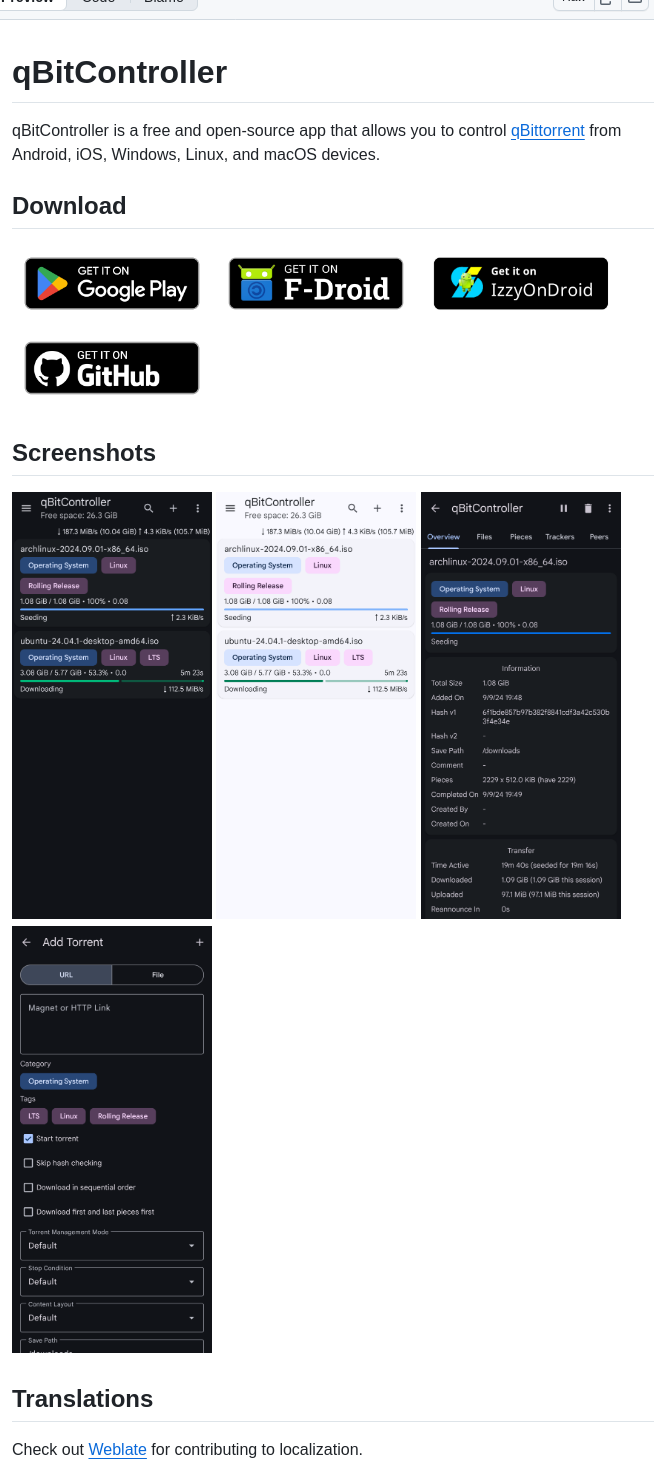 qBitController
qBitController is a free and open-source app that allows you to control qBittorrent from
Android, iOS, Windows, Linux, and macOS devices.
Download
GET IT ON
Google Play
GET IT ON
F-Droid
Get it on
IzzyOnDroid
GET IT ON
GitHub
Screenshots
qBitController
Free space: 26.3 GiB
↓ 187.3 MiB/s (10.04 GiB) ↑ 4.3 KiB/s (105.7 MiB)
archlinux-2024.09.01-x86_64.iso
Operating System Linux
Rolling Release
1.08 GiB / 1.08 GiB • 100% • 0.08
Seeding ↑ 2.3 KiB/s
ubuntu-24.04.1-desktop-amd64.iso
Operating System Linux LTS
3.08 GiB / 5.77 GiB • 53.3% • 0.0 5m 23s
Downloading ↓ 112.5 MiB/s
qBitController
Free space: 26.3 GiB
↓ 187.3 MiB/s (10.04 GiB) ↑ 4.3 KiB/s (105.7 MiB)
archlinux-2024.09.01-x86_64.iso
Operating System Linux
Rolling Release
1.08 GiB / 1.08 GiB • 100% • 0.08
Seeding ↑ 2.3 KiB/s
ubuntu-24.04.1-desktop-amd64.iso
Operating System Linux LTS
3.08 GiB / 5.77 GiB • 53.3% • 0.0 5m 23s
Downloading ↓ 112.5 MiB/s
qBitController
Overview Files Pieces Trackers Peers
archlinux-2024.09.01-x86_64.iso
Operating System Linux
Rolling Release
1.08 GiB / 1.08 GiB • 100% • 0.08
Seeding
Information
Total Size 1.08 GiB
Added On 9/9/24 19:48
Hash v1 6f1bde857b97b382f8841cdf3a42c530b
3f4e34e
Hash v2 -
Save Path /downloads
Comment -
Pieces 2229 x 512.0 KiB (have 2229)
Completed On 9/9/24 19:49
Created By -
Created On -
Transfer
Time Active 19m 40s (seeded for 19m 16s)
Downloaded 1.09 GiB (1.09 GiB this session)
Uploaded 97.1 MiB (97.1 MiB this session)
Reannounce In 0s
Add Torrent
URL File
Magnet or HTTP Link
Category
Operating System
Tags
LTS Linux Rolling Release
Start torrent
Skip hash checking
Download in sequential order
Download first and last pieces first
Torrent Management Mode
Default
Stop Condition
Default
Content Layout
Default
Save Path
Translations
Check out Weblate for contributing to localization.